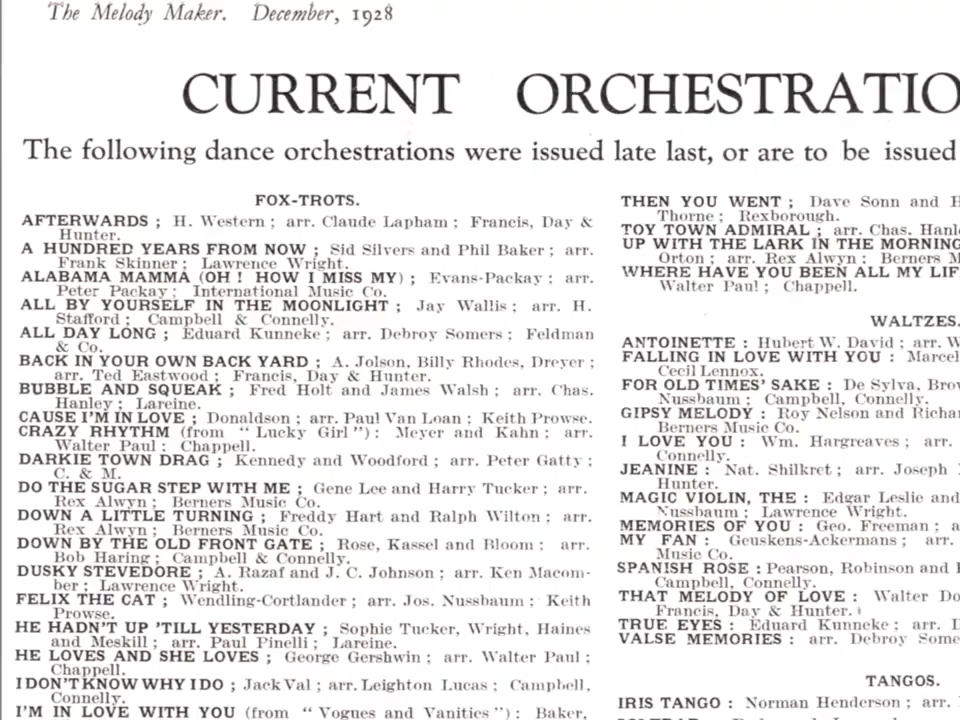 The Melody Maker. December, 1928
CURRENT ORCHESTRATIO
The following dance orchestrations were issued late last, or are to be issued
FOX-TROTS.
AFTERWARDS ; H. Western ; arr. Claude Lapham ; Francis, Day &
Hunter.
A HUNDRED YEARS FROM NOW ; Sid Silvers and Phil Baker ; arr.
Frank Skinner ; Lawrence Wright.
ALABAMA MAMMA (OH ! HOW I MISS MY) ; Evans-Packay ; arr.
Peter Packay ; International Music Co.
ALL BY YOURSELF IN THE MOONLIGHT ; Jay Wallis ; arr. H.
Stafford ; Campbell & Connelly.
ALL DAY LONG ; Eduard Kunneke ; arr. Debroy Somers ; Feldman
& Co.
BACK IN YOUR OWN BACK YARD ; A. Jolson, Billy Rhodes, Dreyer ;
arr. Ted Eastwood ; Francis, Day & Hunter.
BUBBLE AND SQUEAK ; Fred Holt and James Walsh ; arr. Chas.
Hanley ; Lareine.
CAUSE I'M IN LOVE ; Donaldson ; arr. Paul Van Loan ; Keith Prowse.
CRAZY RHYTHM (from " Lucky Girl ") : Meyer and Kahn ; arr.
Walter Paul ; Chappell.
DARKIE TOWN DRAG ; Kennedy and Woodford ; arr. Peter Gatty ;
C. & M.
DO THE SUGAR STEP WITH ME ; Gene Lee and Harry Tucker ; arr.
Rex Alwyn ; Berners Music Co.
DOWN A LITTLE TURNING ; Freddy Hart and Ralph Wilton ; arr.
Rex Alwyn ; Berners Music Co.
DOWN BY THE OLD FRONT GATE ; Rose, Kassel and Bloom ; arr.
Bob Haring ; Campbell & Connelly.
DUSKY STEVEDORE ; A. Razaf and J. C. Johnson ; arr. Ken Macom-
ber ; Lawrence Wright.
FELIX THE CAT ; Wendling-Cortlander ; arr. Jos. Nussbaum ; Keith
Prowse.
HE HADN'T UP 'TILL YESTERDAY ; Sophie Tucker, Wright, Haines
and Meskill ; arr. Paul Pinelli ; Lareine.
HE LOVES AND SHE LOVES ; George Gershwin ; arr. Walter Paul ;
Chappell.
I DON'T KNOW WHY I DO ; Jack Val ; arr. Leighton Lucas ; Campbell,
Connelly.
I'M IN LOVE WITH YOU (from " Vogues and Vanities ") : Baker,
THEN YOU WENT ; Dave Sonn and H
Thorne ; Rexborough.
TOY TOWN ADMIRAL ; arr. Chas. Hanl
UP WITH THE LARK IN THE MORNING
Orton ; arr. Rex Alwyn ; Berners M
WHERE HAVE YOU BEEN ALL MY LIF
Walter Paul ; Chappell.
WALTZES.
ANTOINETTE : Hubert W. David ; arr. W
FALLING IN LOVE WITH YOU : Marcel
Cecil Lennox.
FOR OLD TIMES' SAKE : De Sylva, Brow
Nussbaum ; Campbell, Connelly.
GIPSY MELODY : Roy Nelson and Richar
Berners Music Co.
I LOVE YOU : Wm. Hargreaves ; arr.
Connelly.
JEANINE : Nat. Shilkret ; arr. Joseph
Hunter.
MAGIC VIOLIN, THE : Edgar Leslie and
Nussbaum ; Lawrence Wright.
MEMORIES OF YOU : Geo. Freeman ; a
MY FAN : Geuskens-Ackermans ; arr.
Music Co.
SPANISH ROSE : Pearson, Robinson and
Campbell, Connelly.
THAT MELODY OF LOVE : Walter Do
Francis, Day & Hunter.
TRUE EYES : Eduard Kunneke ; arr. D
VALSE MEMORIES : arr. Debroy Some
TANGOS.
IRIS TANGO : Norman Henderson ; arr.